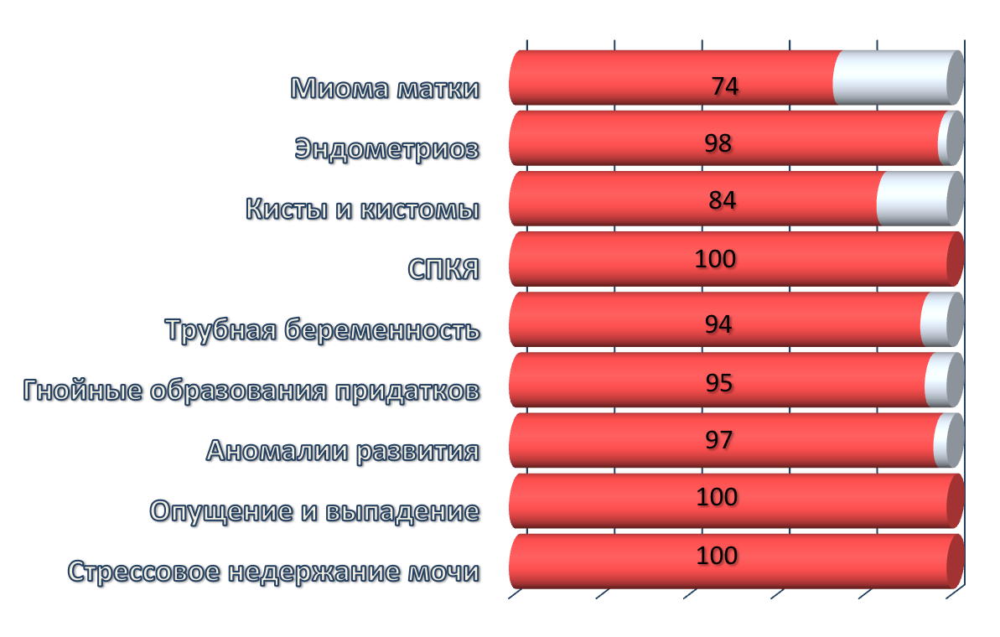 Миома матки 74
Эндометриоз 98
Кисты и кистомы 84
СПКЯ 100
Трубная беременность 94
Гнойные образования придатков 95
Аномалии развития 97
Опущение и выпадение 100
Стрессовое недержание мочи 100